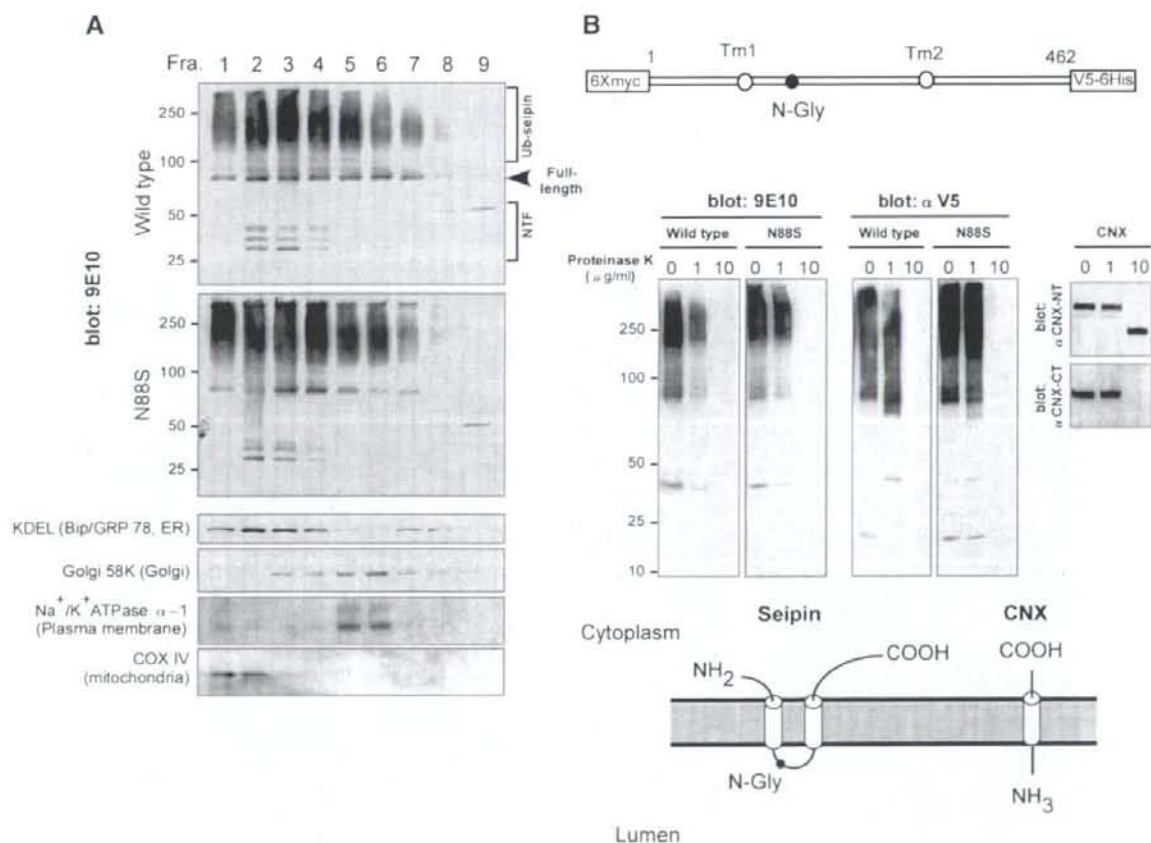 A
Fra. 1 2 3 4 5 6 7 8 9
Wild type
250
100
50
25
Ub-seipin
Full-length
NTF
blot: 9E10
N88S
250
100
50
25
KDEL (Bip/GRP 78, ER)
Golgi 58K (Golgi)
Na+/K+ATPase α-1
(Plasma membrane)
COX IV
(mitochondria)
B
1 Tm1 Tm2 462
6Xmyc V5-6His
N-Gly
blot: 9E10 blot: α V5
Wild type N88S Wild type N88S CNX
Proteinase K
(μg/ml)
0 1 10 0 1 10 0 1 10 0 1 10 0 1 10
250
100
50
25
10
blot:
α CNX-NT
blot:
α CNX-CT
Seipin CNX
Cytoplasm
NH2 COOH COOH
N-Gly
NH3
Lumen